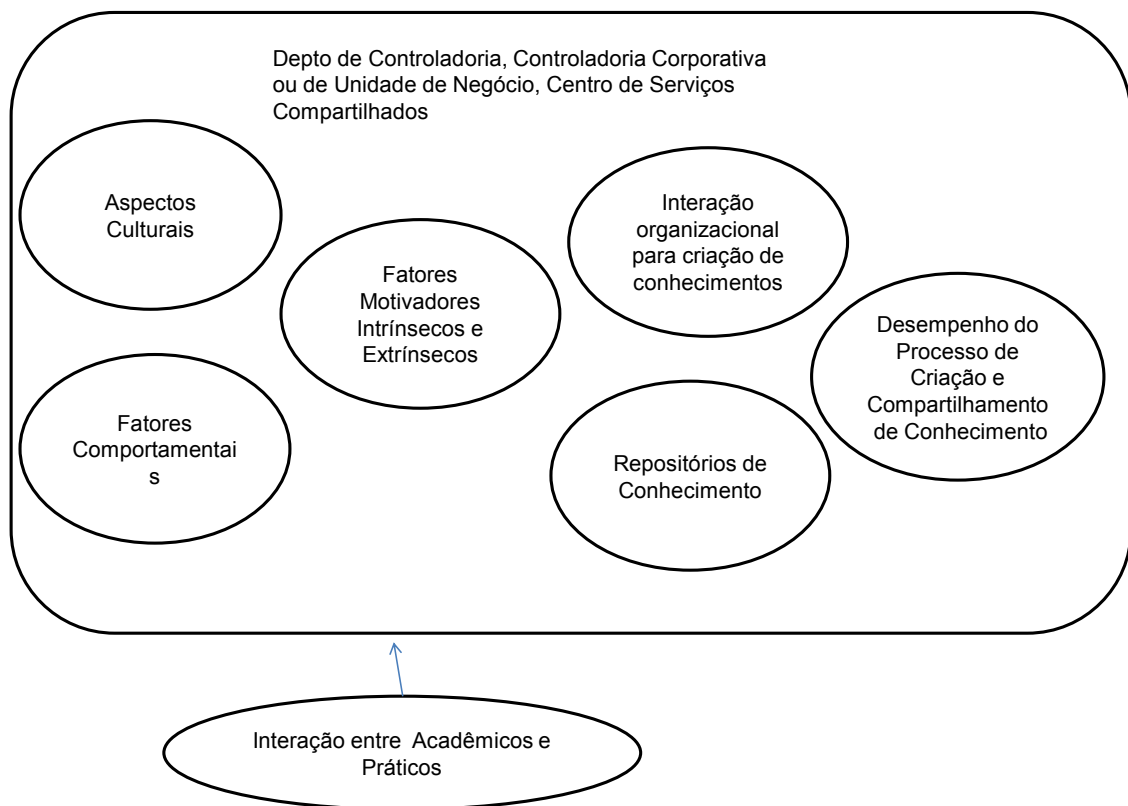 Depto de Controladoria, Controladoria Corporativa
ou de Unidade de Negócio, Centro de Serviços
Compartilhados
Aspectos
Culturais
Fatores
Motivadores
Intrínsecos e
Extrínsecos
Interação
organizacional
para criação de
conhecimentos
Desempenho do
Processo de
Criação e
Compartilhamento
de Conhecimento
Fatores
Comportamentai
s
Repositórios de
Conhecimento
Interação entre  Acadêmicos e
Práticos